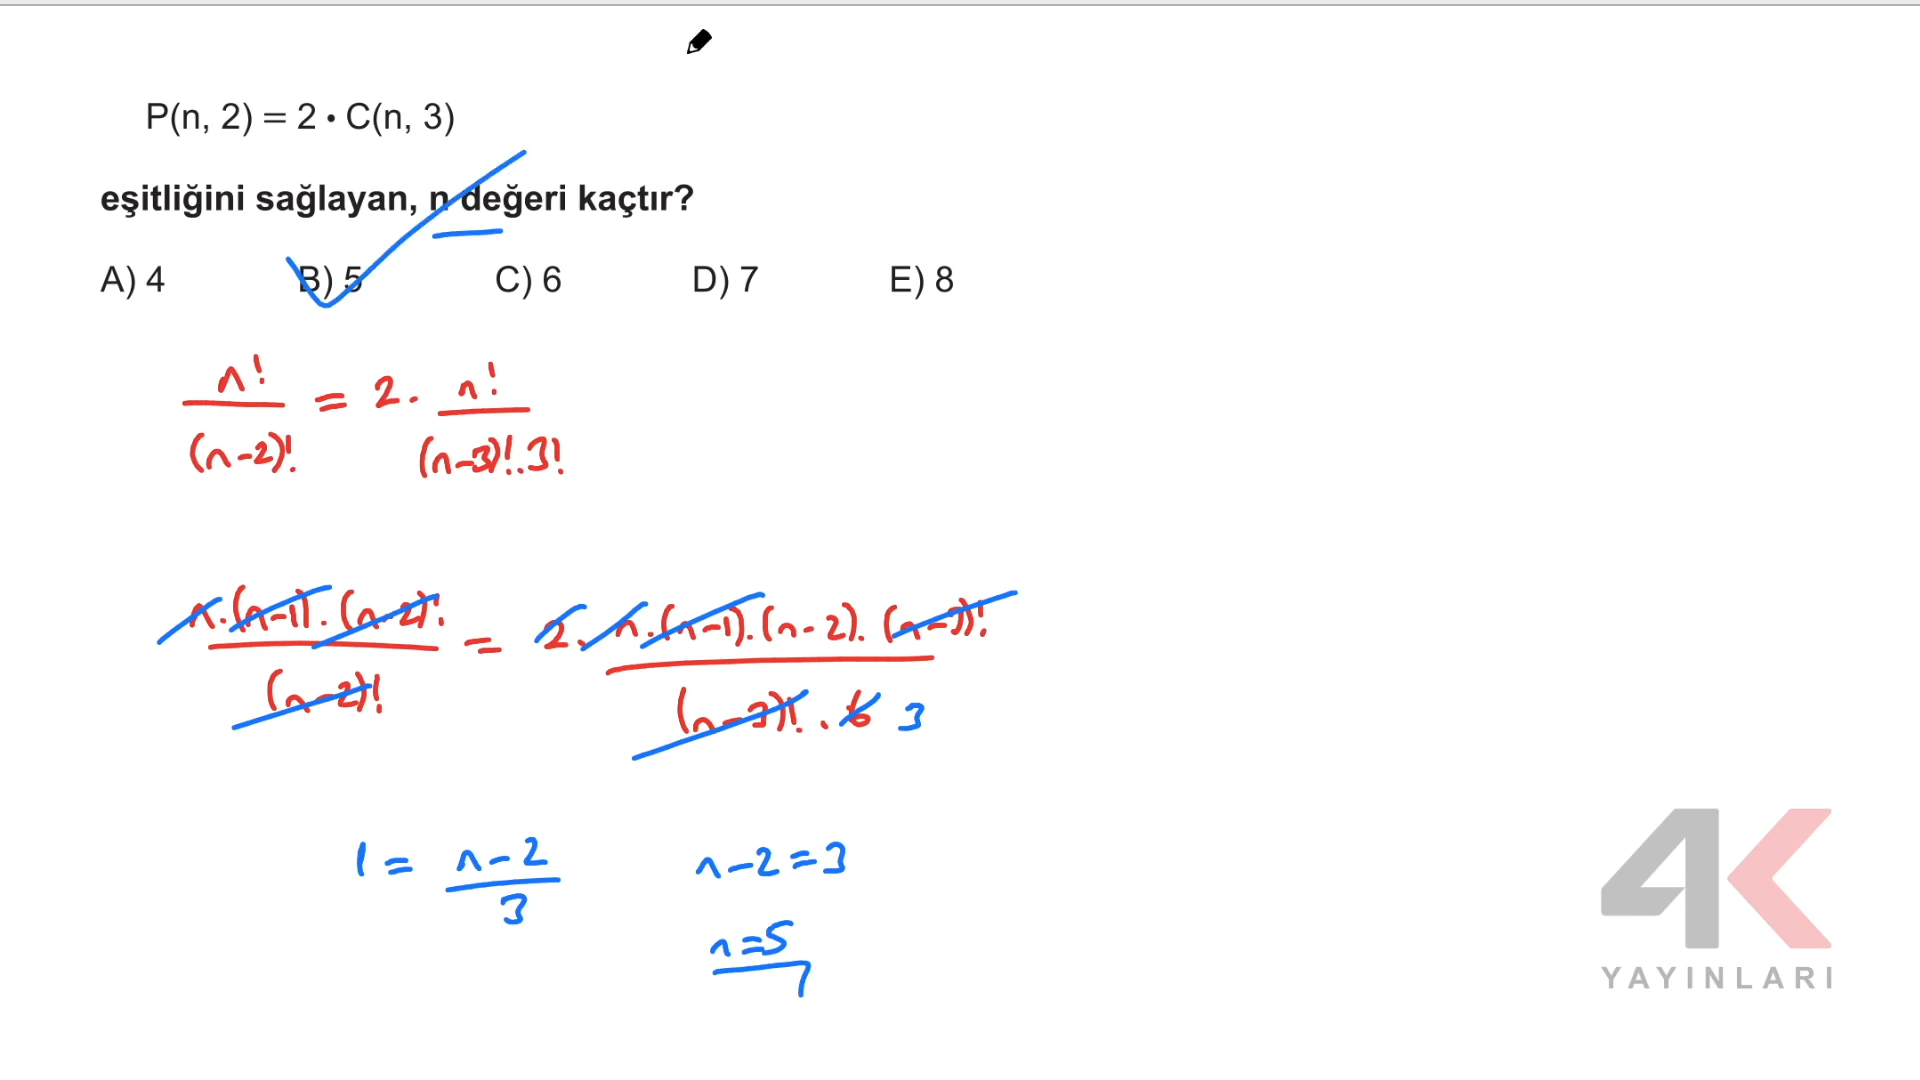 P(n, 2) = 2 • C(n, 3)
eşitliğini sağlayan, n değeri kaçtır?
A) 4 B) 5 C) 6 D) 7 E) 8
n! / (n-2)! = 2 . n! / (n-3)! . 3!
n.(n-1).(n-2)! / (n-2)! = 2. n.(n-1).(n-2).(n-3)! / (n-3)! . 6 3
1 = n-2 / 3 n-2=3
n=5
4K
YAYINLARI